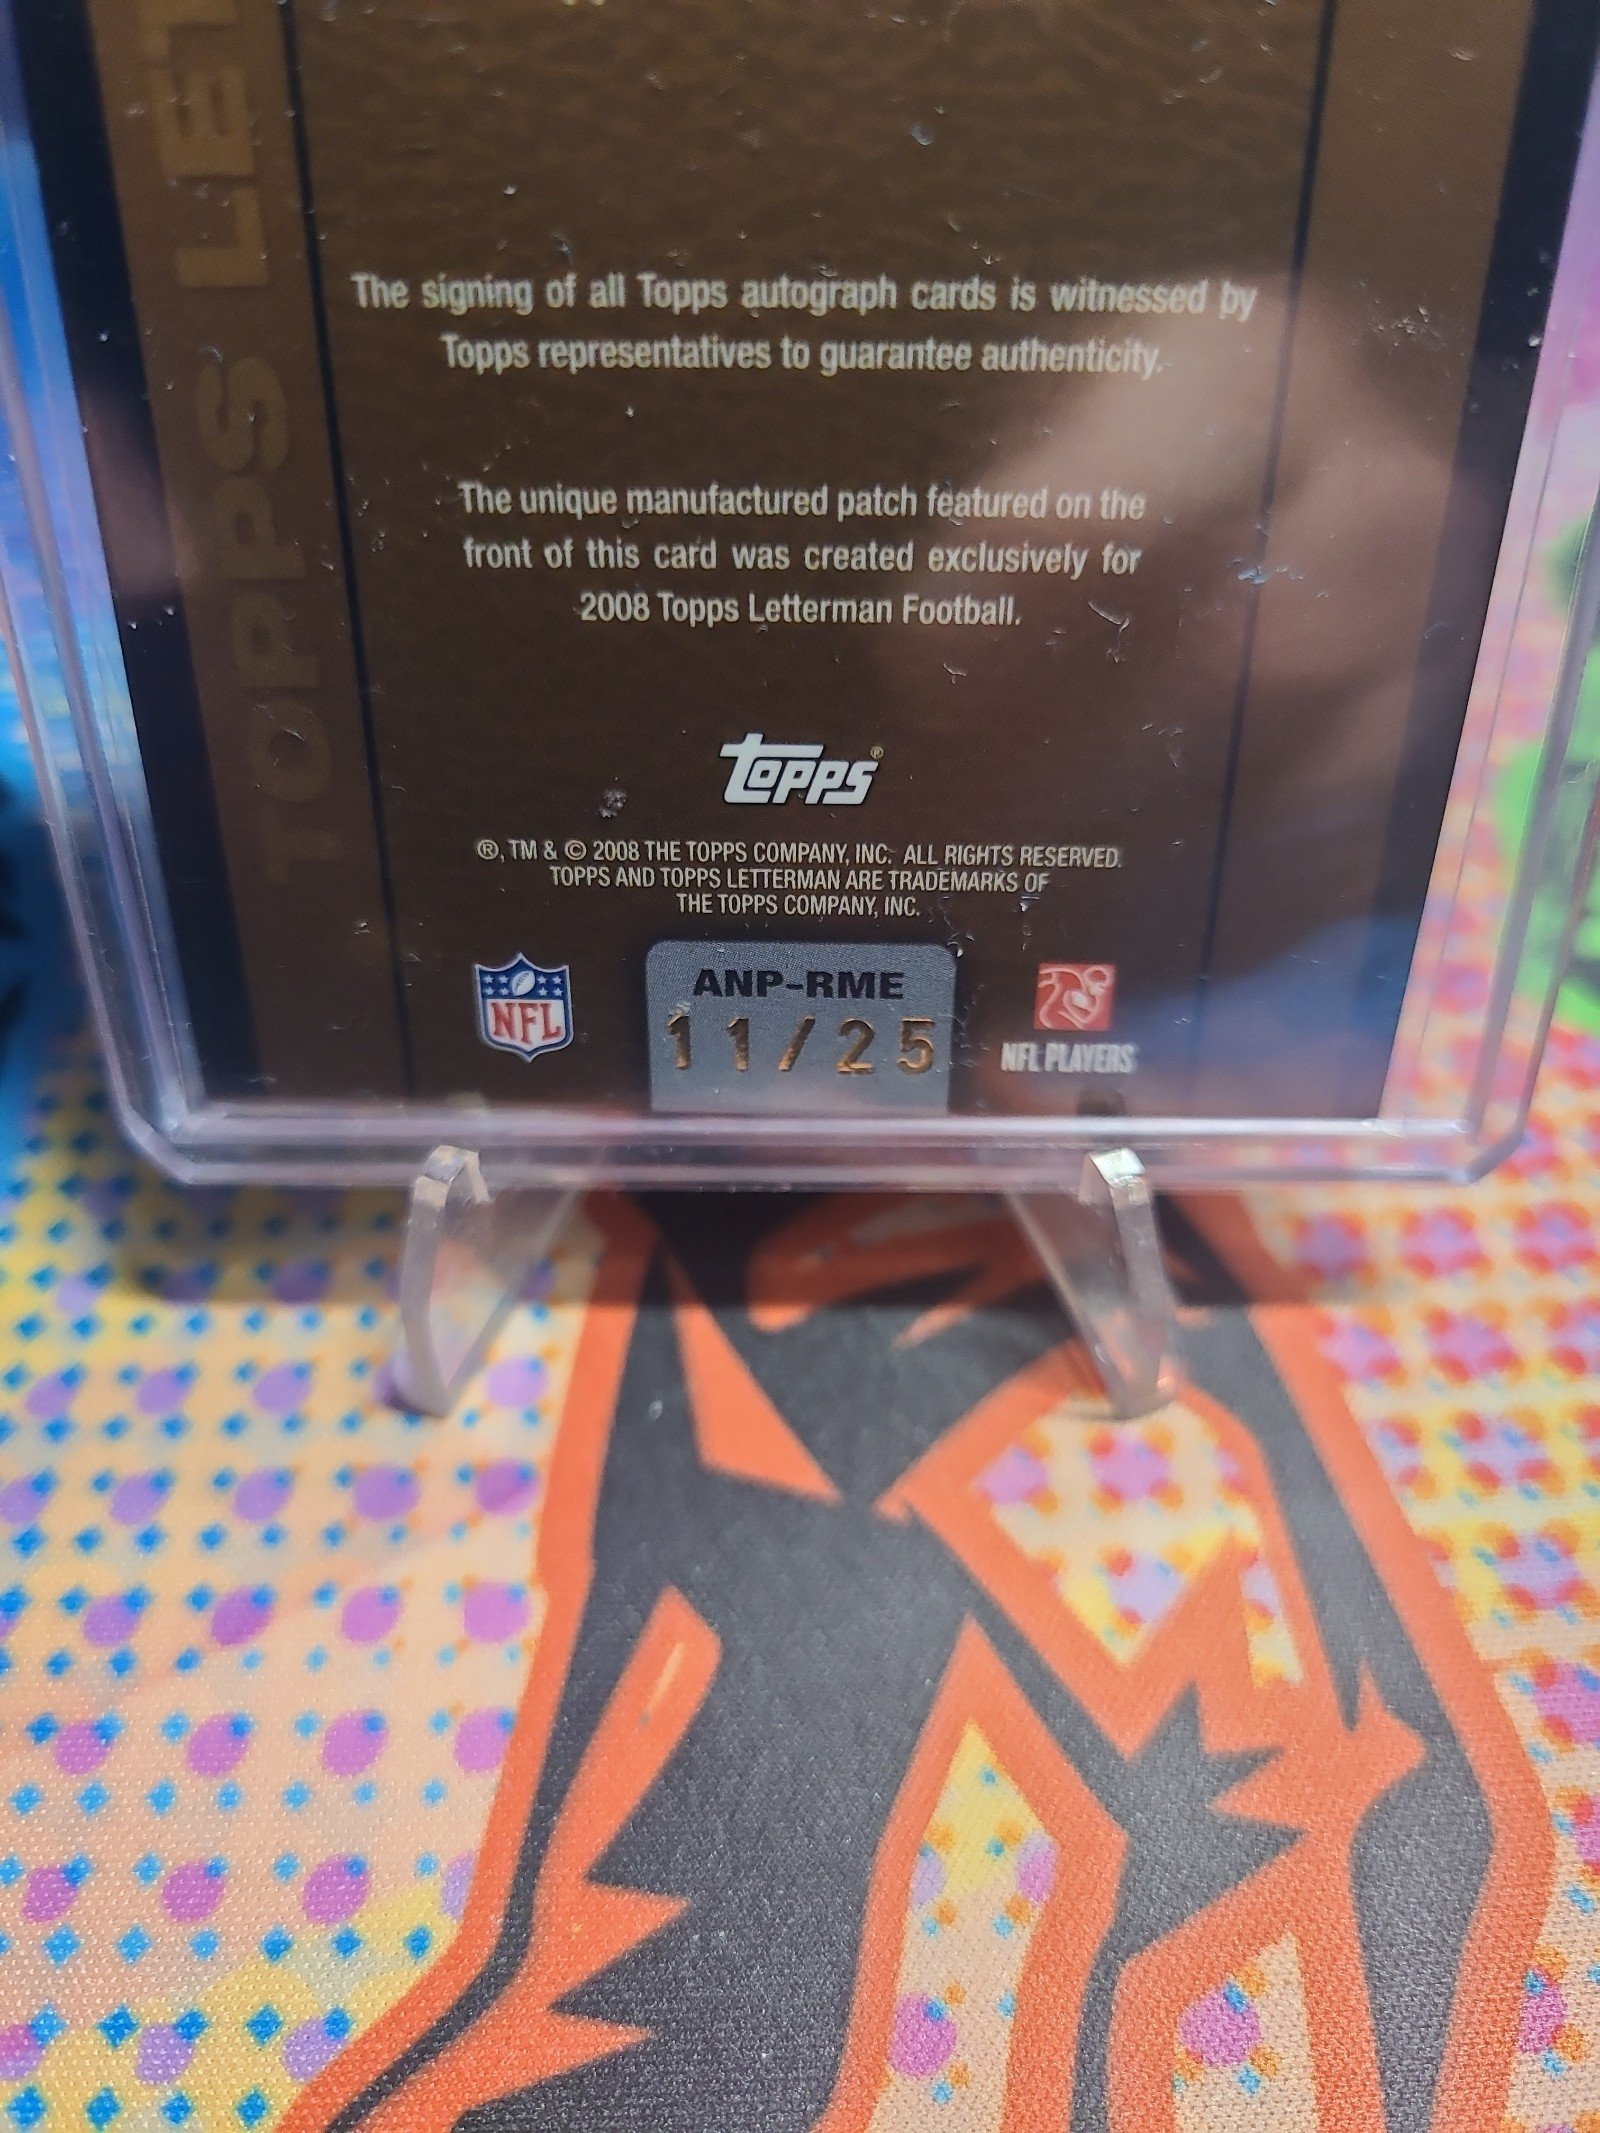 TOPPS LET
The signing of all Topps autograph cards is witnessed by
Topps representatives to guarantee authenticity.
The unique manufactured patch featured on the
front of this card was created exclusively for
2008 Topps Letterman Football.
topps®
®, TM & © 2008 THE TOPPS COMPANY, INC. ALL RIGHTS RESERVED.
TOPPS AND TOPPS LETTERMAN ARE TRADEMARKS OF
THE TOPPS COMPANY, INC.
NFL
ANP-RME
11/25
NFL PLAYERS